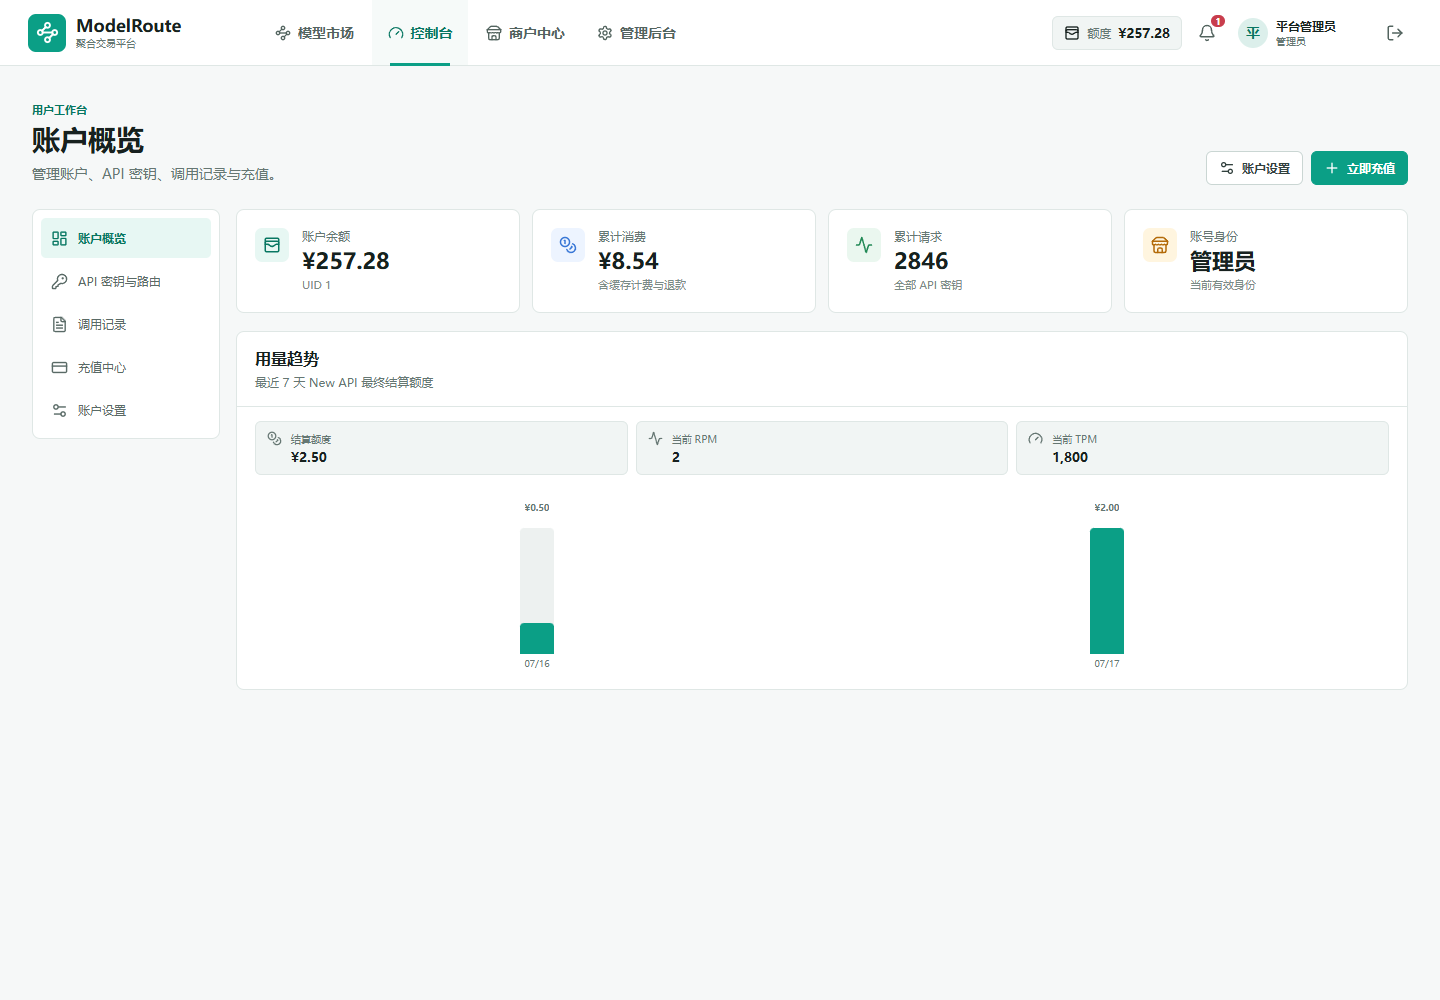 ModelRoute
聚合交易平台
模型市场
控制台
商户中心
管理后台
额度 ¥257.28
1
平
平台管理员
管理员
用户工作台
账户概览
管理账户、API 密钥、调用记录与充值。
账户设置
立即充值
账户概览
API 密钥与路由
调用记录
充值中心
账户设置
账户余额
¥257.28
UID 1
累计消费
¥8.54
含缓存计费与退款
累计请求
2846
全部 API 密钥
账号身份
管理员
当前有效身份
用量趋势
最近 7 天 New API 最终结算额度
结算额度
¥2.50
当前 RPM
2
当前 TPM
1,800
¥0.50
07/16
¥2.00
07/17